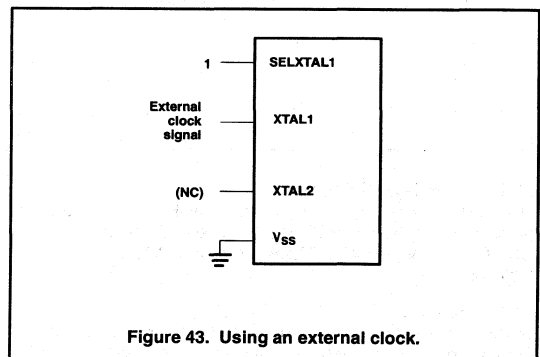 1 SELXTAL1
External
clock
signal
XTAL1
(NC) XTAL2
VSS
Figure 43. Using an external clock.